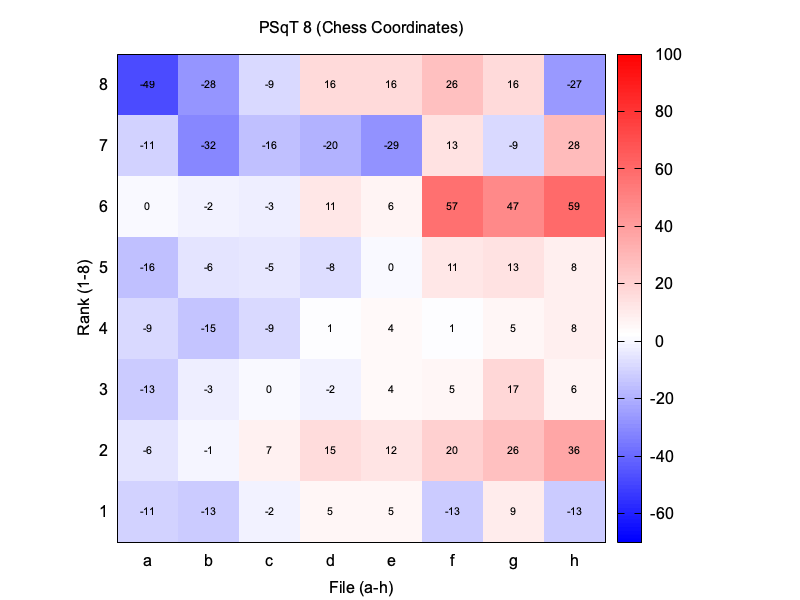 PSqT 8 (Chess Coordinates)
100
8 -49 -28 -9 16 16 26 16 -27
80
7 -11 -32 -16 -20 -29 13 -9 28
60
6 0 -2 -3 11 6 57 47 59
40
5 -16 -6 -5 -8 0 11 13 8
20
Rank (1-8)
4 -9 -15 -9 1 4 1 5 8
0
3 -13 -3 0 -2 4 5 17 6
-20
2 -6 -1 7 15 12 20 26 36
-40
1 -11 -13 -2 5 5 -13 9 -13
-60
a b c d e f g h
File (a-h)